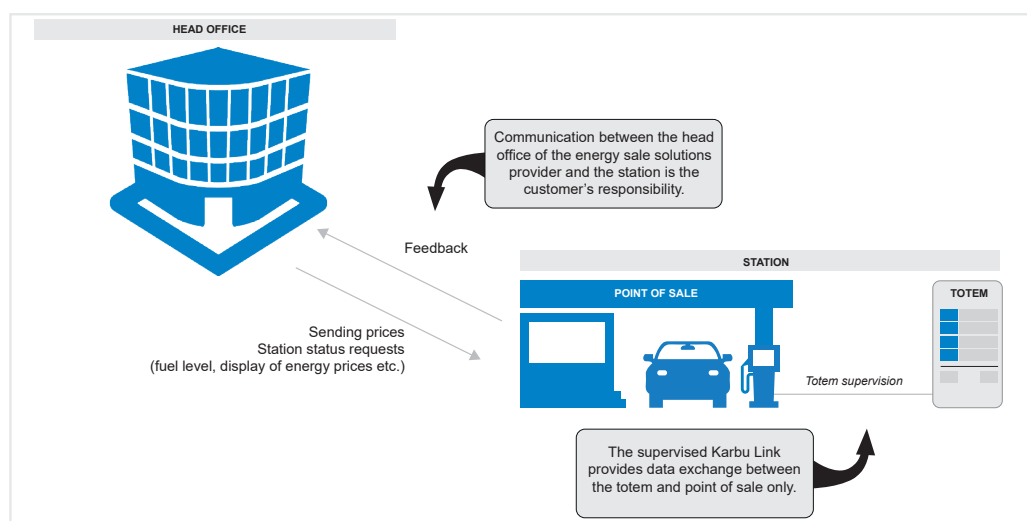 HEAD OFFICE
Communication between the head
office of the energy sale solutions
provider and the station is the
customer's responsibility.
Feedback
STATION
POINT OF SALE
TOTEM
Sending prices
Station status requests
(fuel level, display of energy prices etc.)
Totem supervision
The supervised Karbu Link
provides data exchange between
the totem and point of sale only.